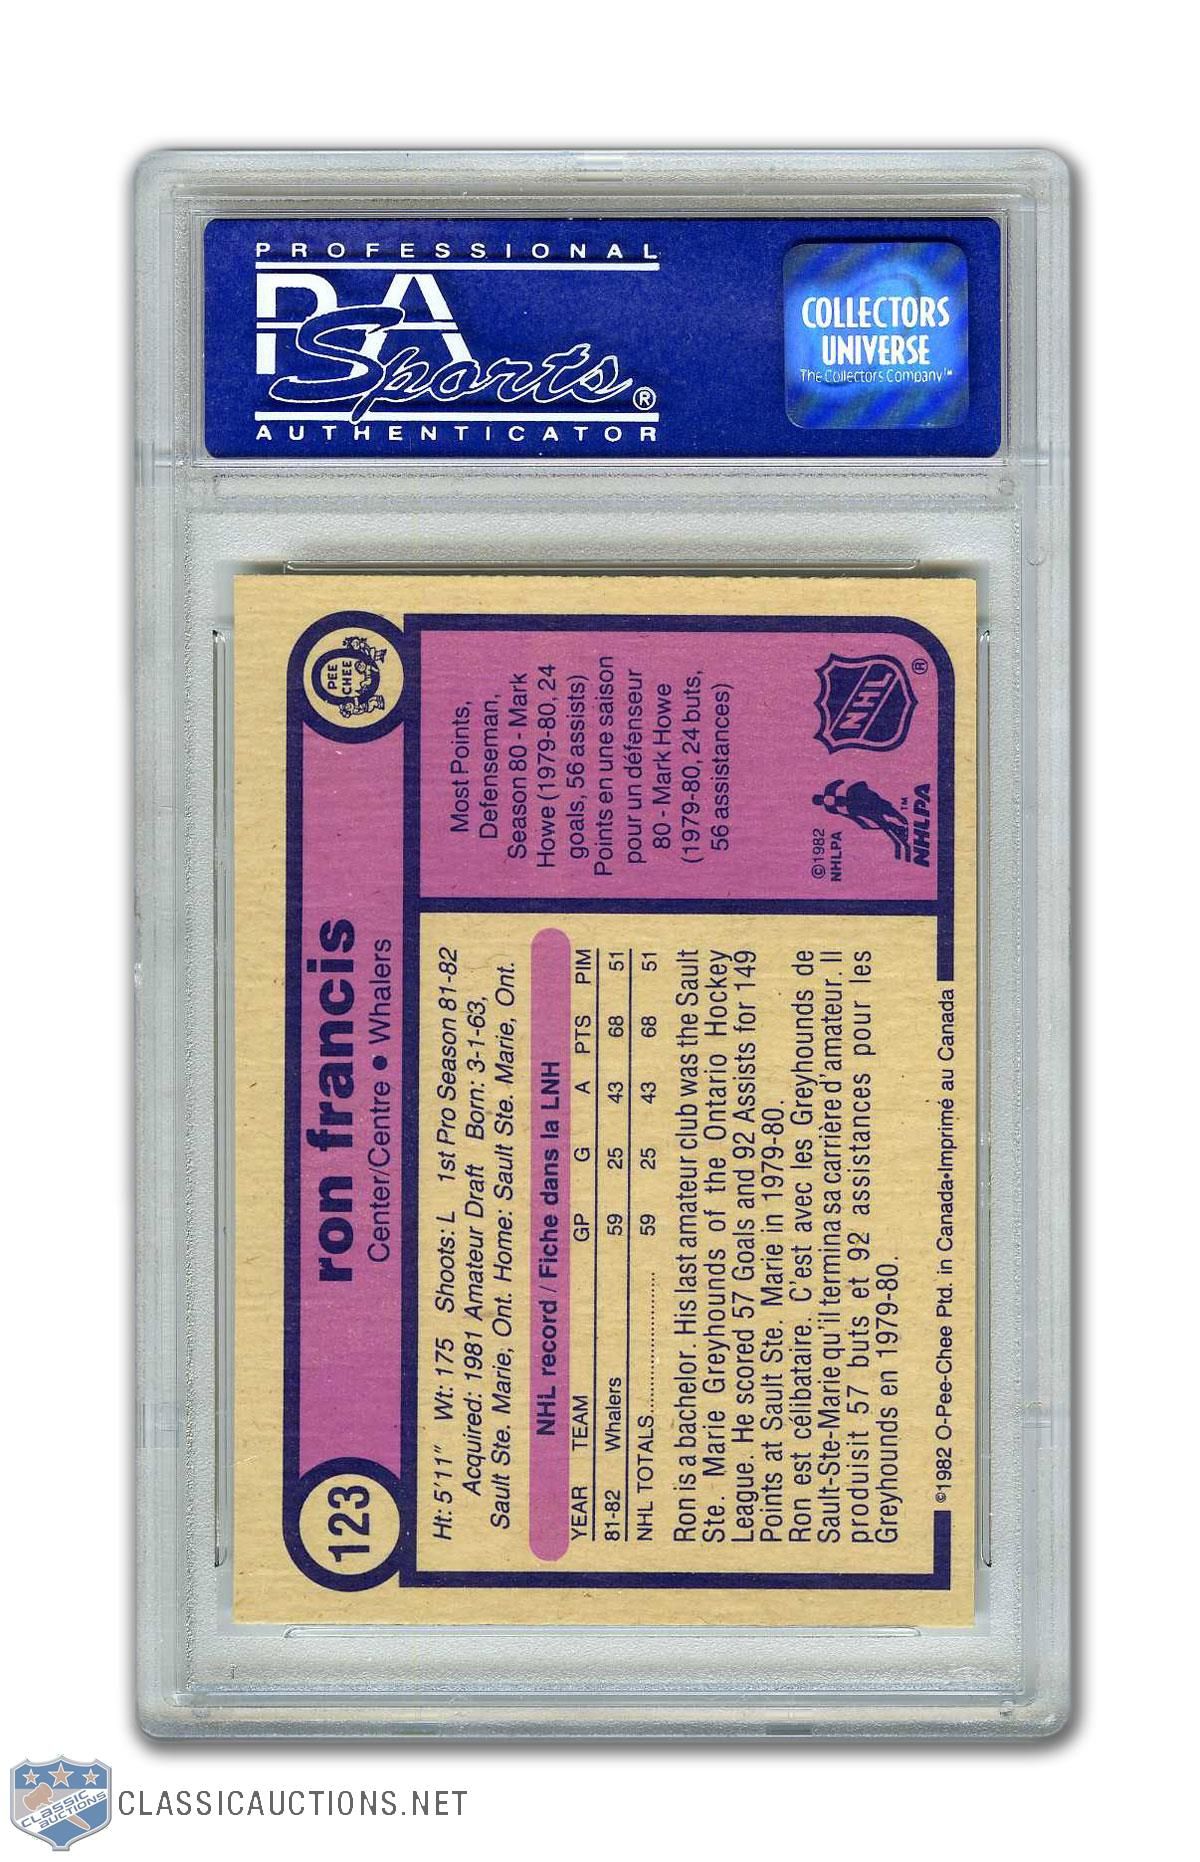 PROFESSIONAL
PSA
Sports®
AUTHENTICATOR
COLLECTORS
UNIVERSE
The Collectors Company™
123
ron francis
Center/Centre • Whalers
PEE
CHEE
Ht: 5'11" Wt: 175 Shoots: L 1st Pro Season 81-82
Acquired: 1981 Amateur Draft Born: 3-1-63,
Sault Ste. Marie, Ont. Home: Sault Ste. Marie, Ont.
NHL record / Fiche dans la LNH
YEAR TEAM GP G A PTS PIM
81-82 Whalers 59 25 43 68 51
NHL TOTALS.................... 59 25 43 68 51
Ron is a bachelor. His last amateur club was the Sault
Ste. Marie Greyhounds of the Ontario Hockey
League. He scored 57 Goals and 92 Assists for 149
Points at Sault Ste. Marie in 1979-80.
Ron est célibataire. C'est avec les Greyhounds de
Sault-Ste-Marie qu'il termina sa carrière d'amateur. Il
produisit 57 buts et 92 assistances pour les
Greyhounds en 1979-80.
©1982 O-Pee-Chee Ptd. in Canada•Imprimé au Canada
Most Points,
Defenseman,
Season 80 - Mark
Howe (1979-80, 24
goals, 56 assists)
Points en une saison
pour un défenseur
80 - Mark Howe
(1979-80, 24 buts,
56 assistances)
©1982
NHLPA
NHLPA™
NHL®
CLASSIC
AUCTIONS
CLASSICAUCTIONS.NET